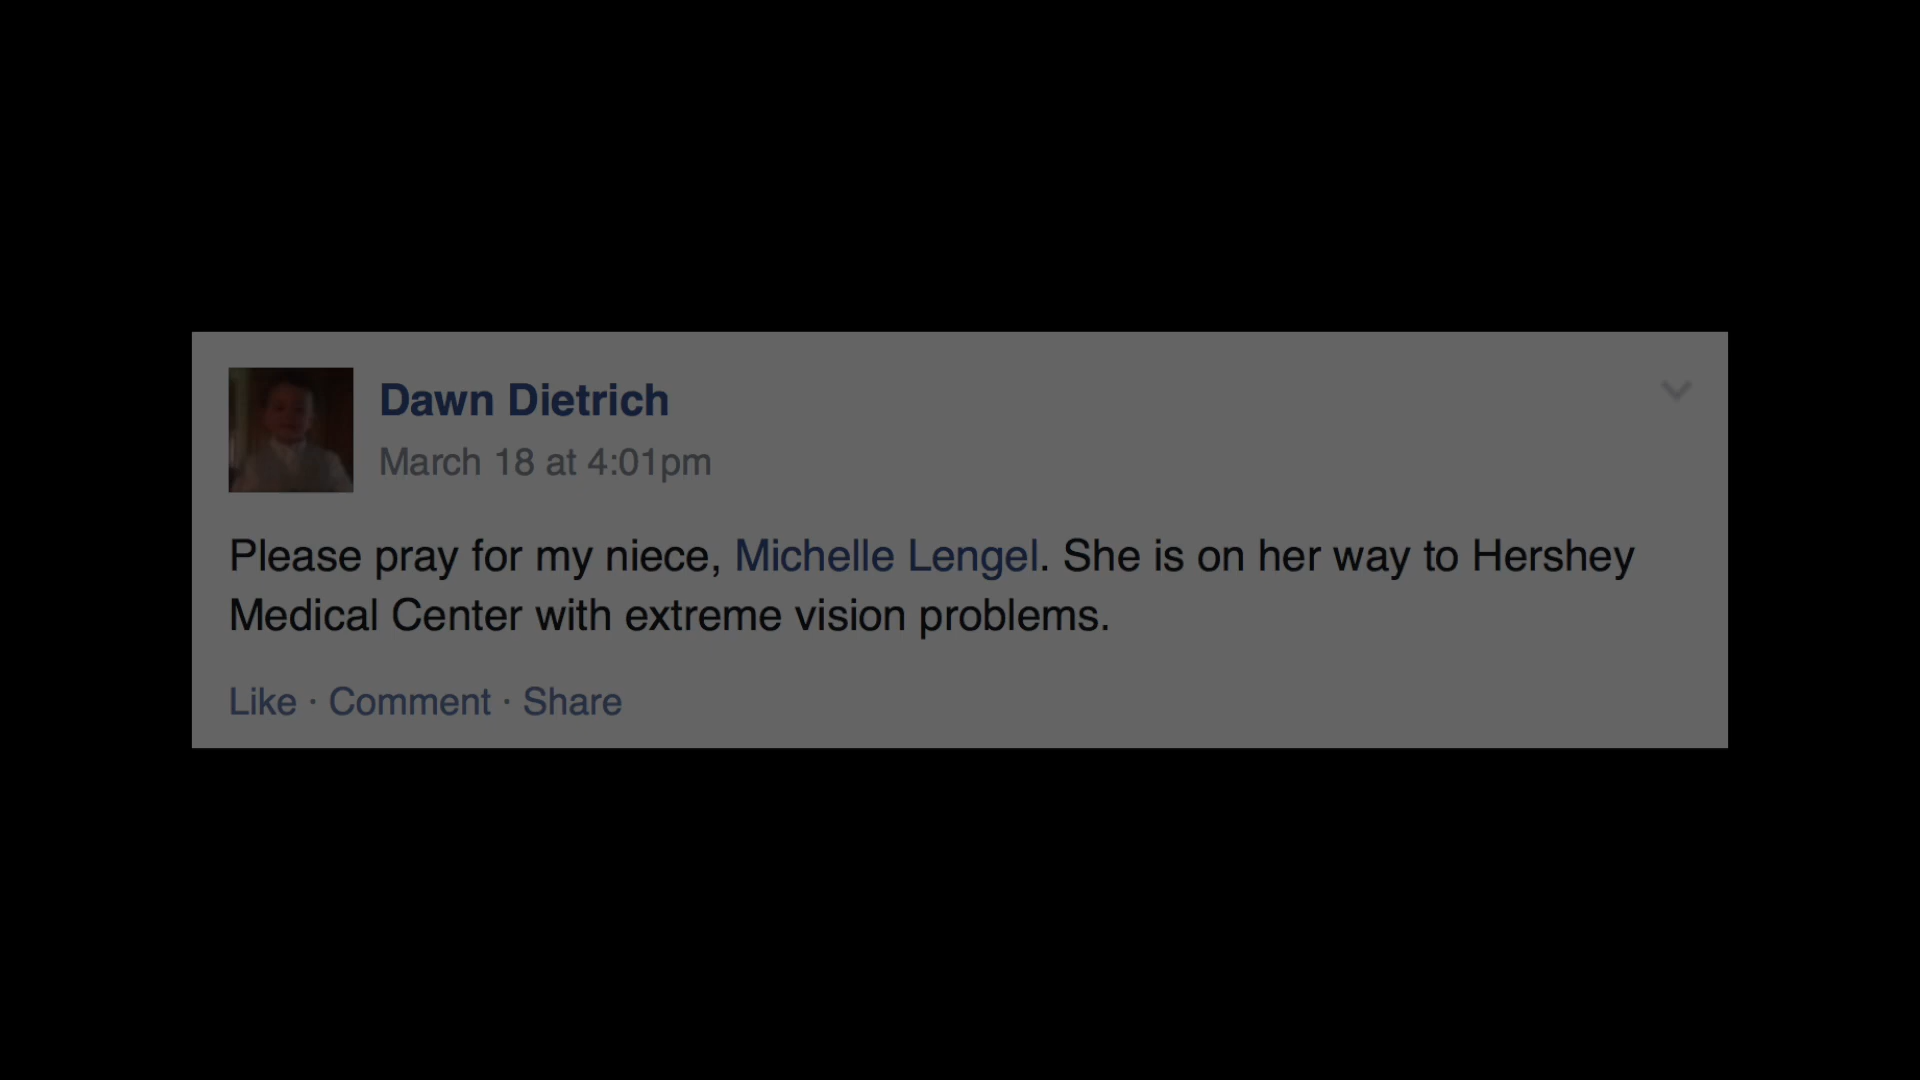 Dawn Dietrich
March 18 at 4:01pm
Please pray for my niece, Michelle Lengel. She is on her way to Hershey
Medical Center with extreme vision problems.
Like · Comment · Share